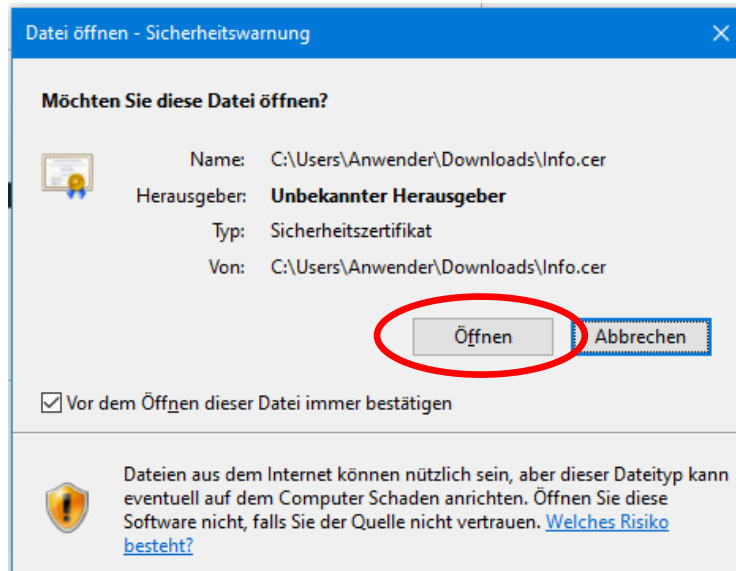 Datei öffnen - Sicherheitswarnung
Möchten Sie diese Datei öffnen?
Name: C:\Users\Anwender\Downloads\Info.cer
Herausgeber: Unbekannter Herausgeber
Typ: Sicherheitszertifikat
Von: C:\Users\Anwender\Downloads\Info.cer
Öffnen Abbrechen
Vor dem Öffnen dieser Datei immer bestätigen
Dateien aus dem Internet können nützlich sein, aber dieser Dateityp kann
eventuell auf dem Computer Schaden anrichten. Öffnen Sie diese
Software nicht, falls Sie der Quelle nicht vertrauen. Welches Risiko
besteht?